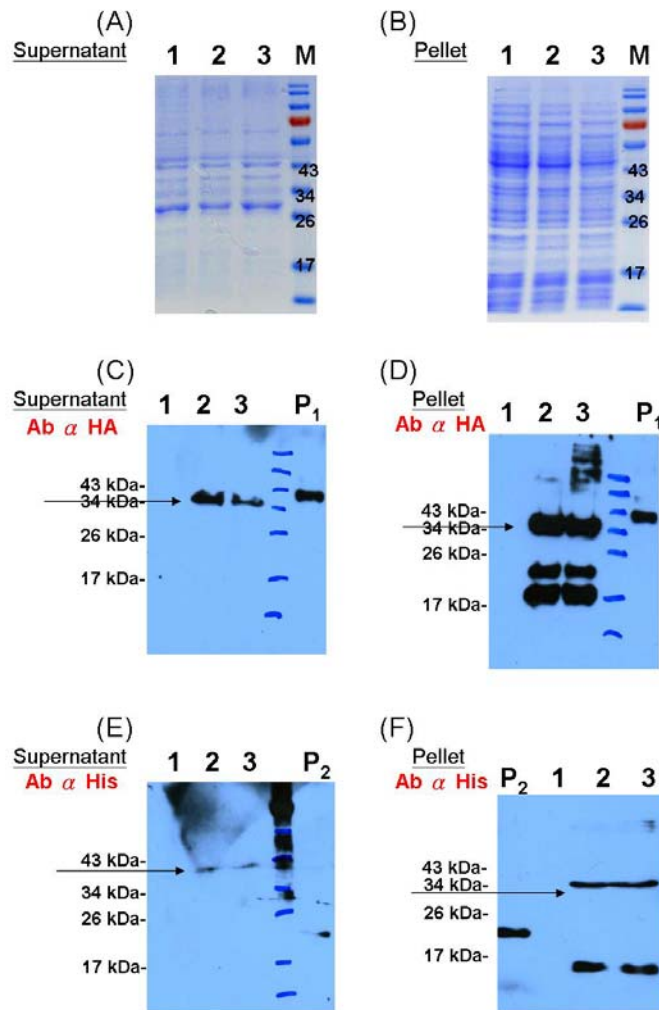 (A)
Supernatant 1 2 3 M
43
34
26
17
(B)
Pellet 1 2 3 M
43
34
26
17
(C)
Supernatant 1 2 3 P1
Ab α HA
43 kDa-
34 kDa-
26 kDa-
17 kDa-
(D)
Pellet 1 2 3 P1
Ab α HA
43 kDa-
34 kDa-
26 kDa-
17 kDa-
(E)
Supernatant 1 2 3 P2
Ab α His
43 kDa-
34 kDa-
26 kDa-
17 kDa-
(F)
Pellet
Ab α His P2 1 2 3
43 kDa-
34 kDa-
26 kDa-
17 kDa-